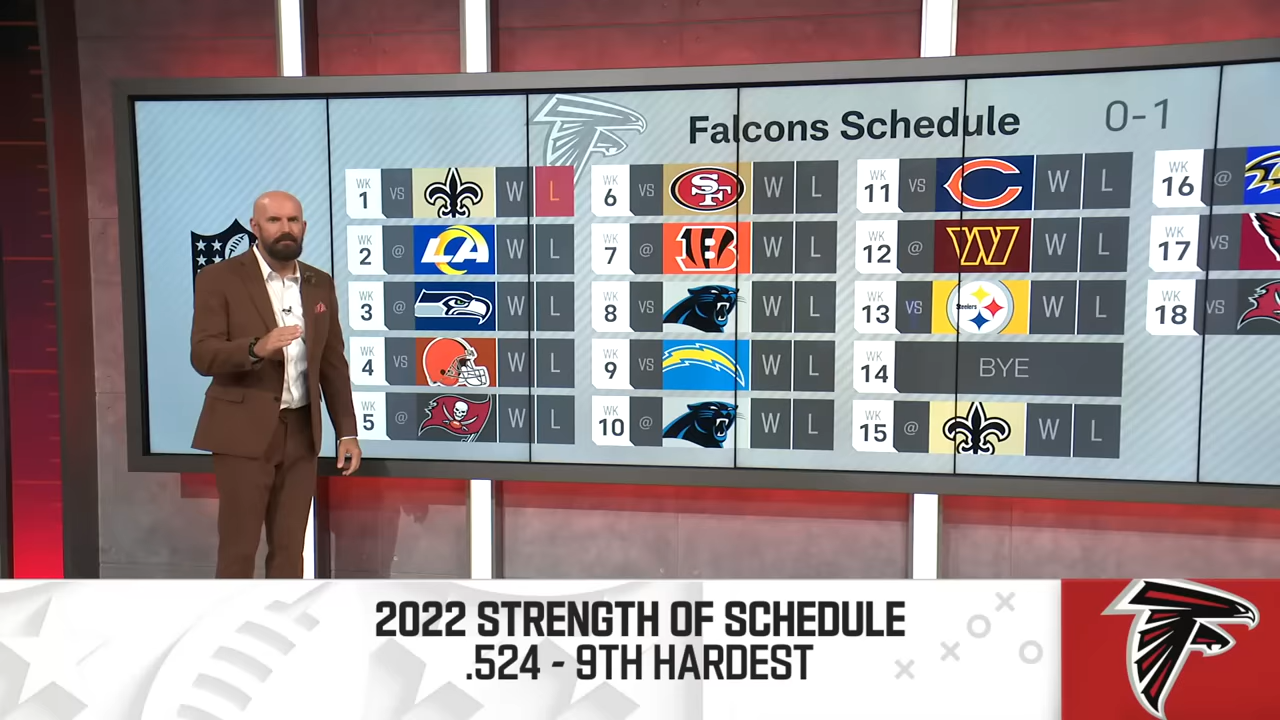 Falcons Schedule 0-1
WK 1 VS W L
WK 2 @ LA W L
WK 3 @ W L
WK 4 VS W L
WK 5 @ W L
WK 6 VS SF W L
WK 7 @ B W L
WK 8 VS W L
WK 9 VS W L
WK 10 @ W L
WK 11 VS C W L
WK 12 @ W W L
WK 13 VS Steelers W L
WK 14 BYE
WK 15 @ W L
WK 16 @
WK 17 VS
WK 18 VS
2022 STRENGTH OF SCHEDULE
.524 - 9TH HARDEST